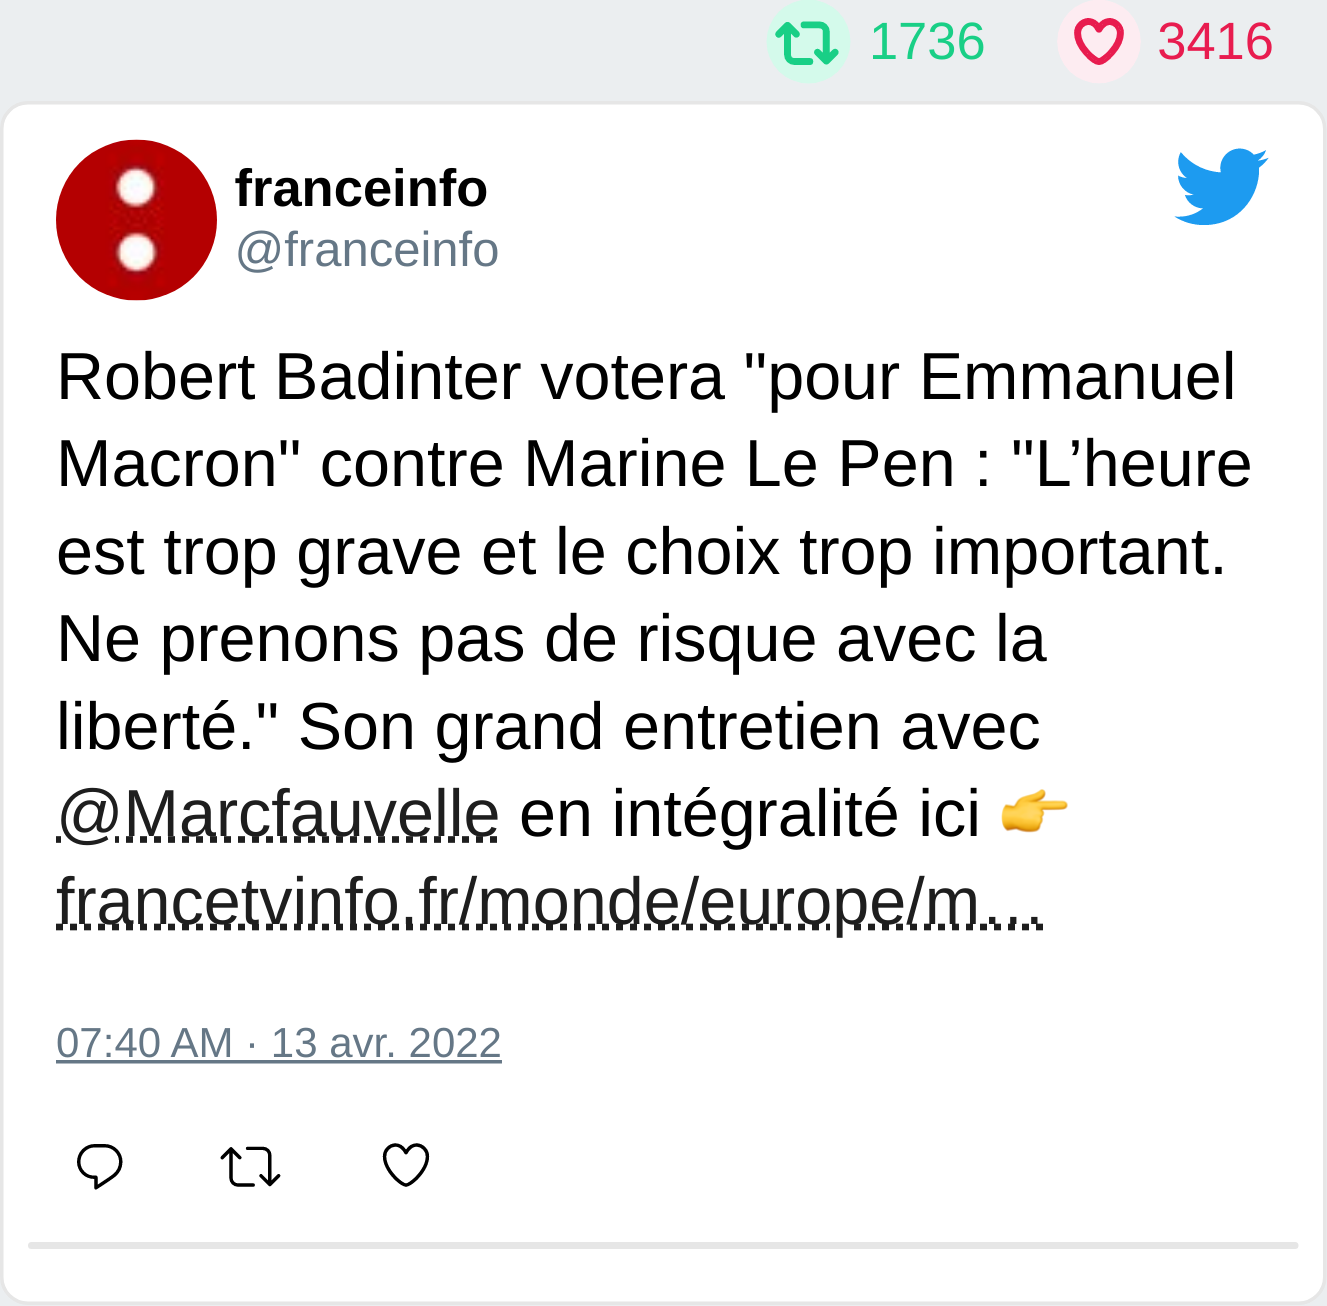 1736 3416
franceinfo
@franceinfo
Robert Badinter votera "pour Emmanuel
Macron" contre Marine Le Pen : "L’heure
est trop grave et le choix trop important.
Ne prenons pas de risque avec la
liberté." Son grand entretien avec
@Marcfauvelle en intégralité ici 👉
francetvinfo.fr/monde/europe/m…
07:40 AM · 13 avr. 2022